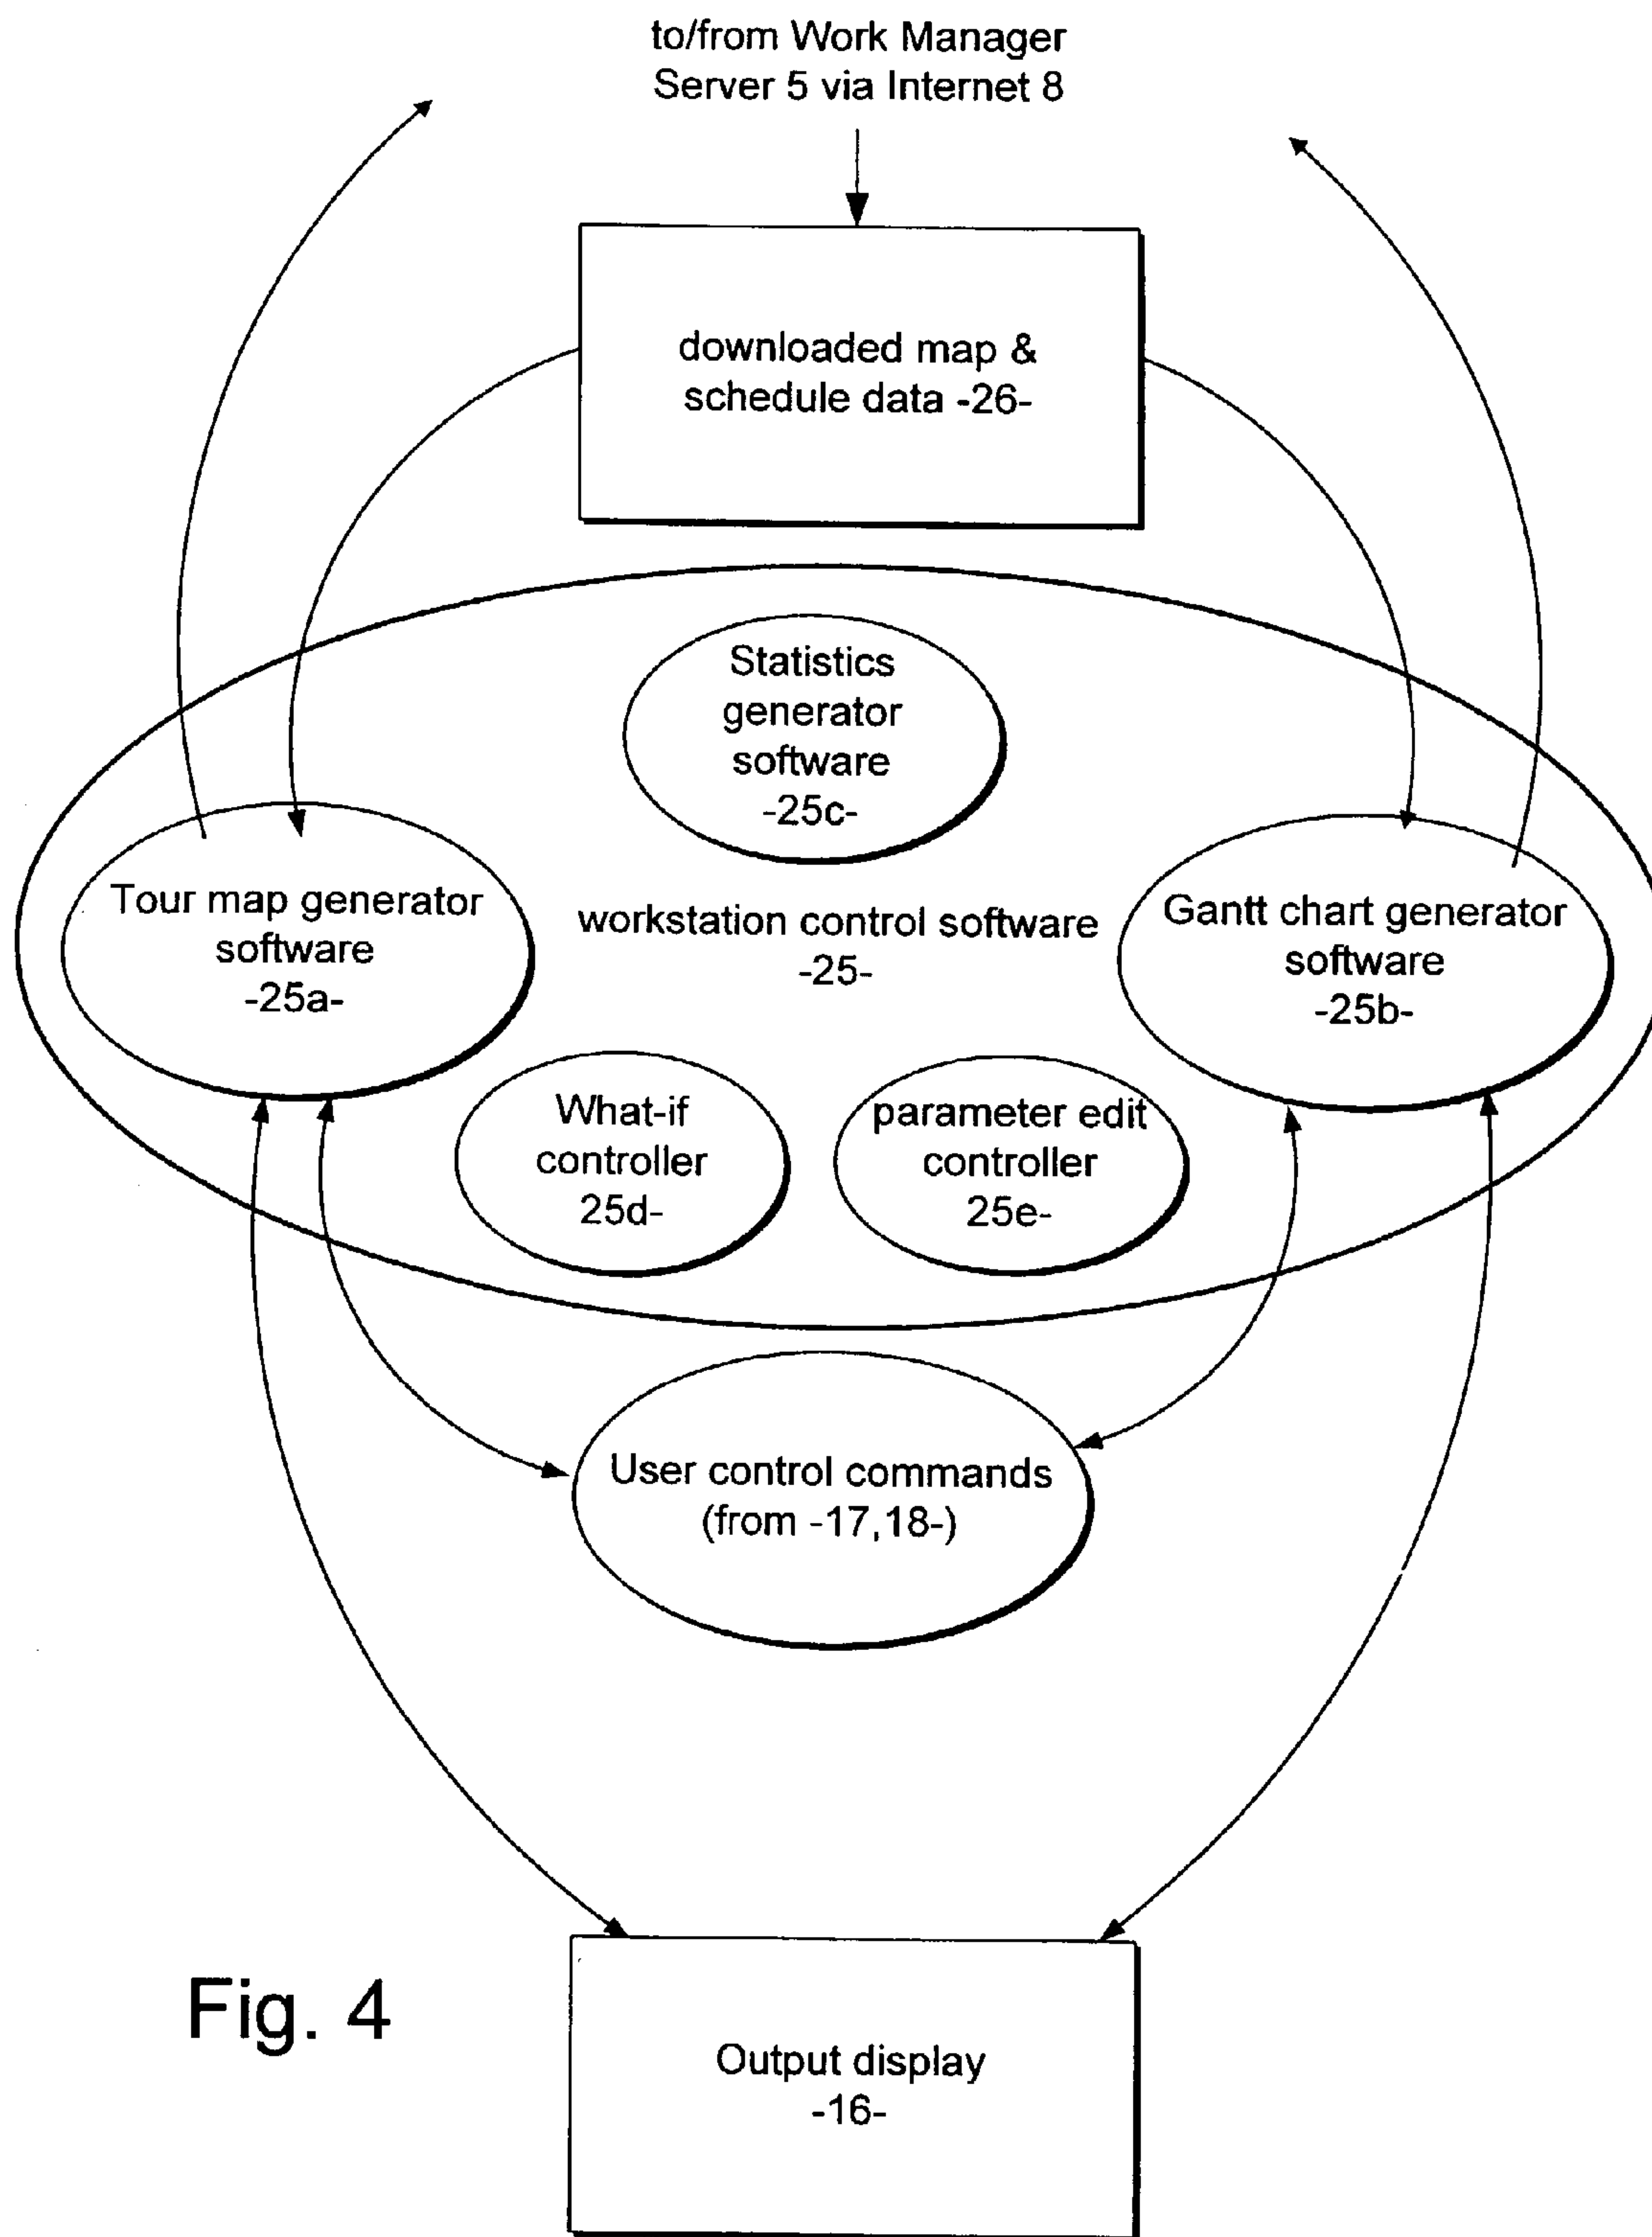 to/from Work Manager
Server 5 via Internet 8
downloaded map &
schedule data -26-
Statistics
generator
software
-25c-
Tour map generator
software
-25a-
workstation control software
-25-
Gantt chart generator
software
-25b-
What-if
controller
25d-
parameter edit
controller
25e-
User control commands
(from -17,18-)
Fig. 4
Output display
-16-